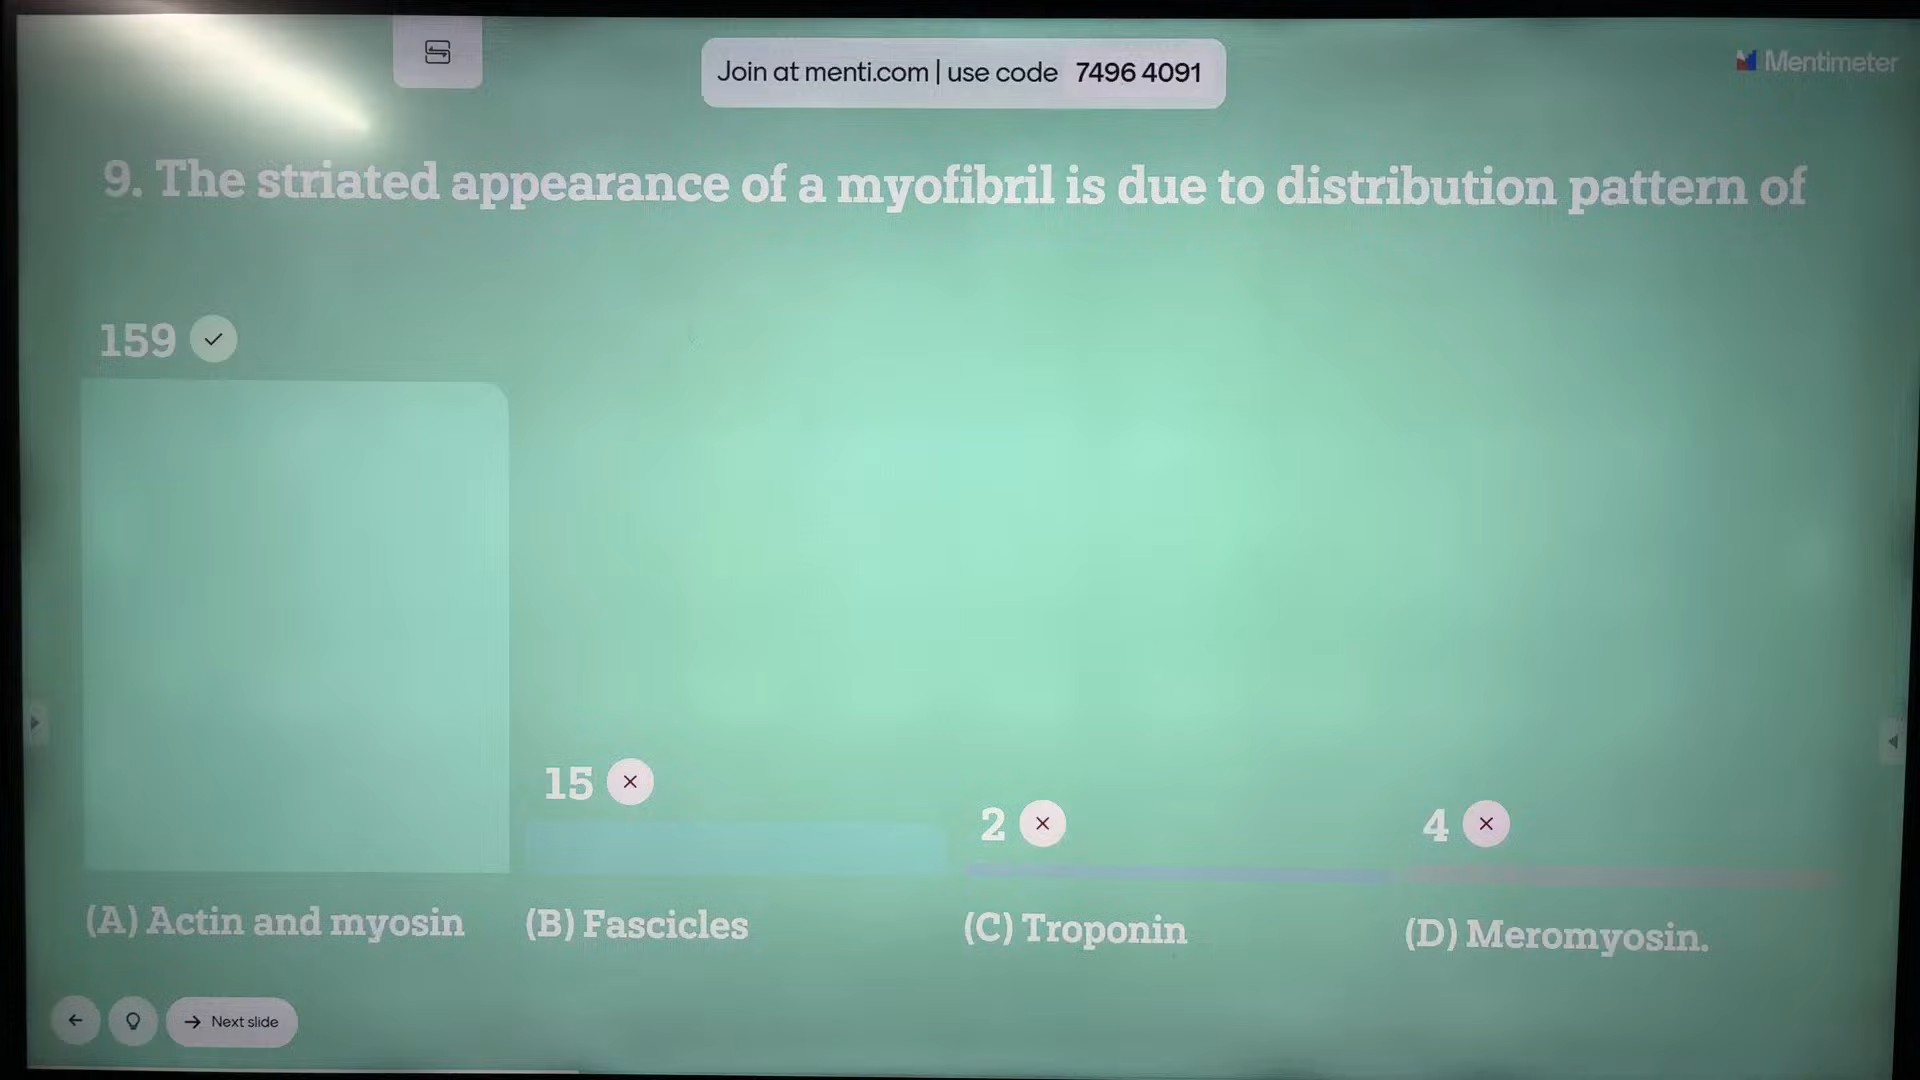 Join at menti.com | use code 7496 4091
Mentimeter
9. The striated appearance of a myofibril is due to distribution pattern of
159
15
2
4
(A) Actin and myosin
(B) Fascicles
(C) Troponin
(D) Meromyosin.
Next slide